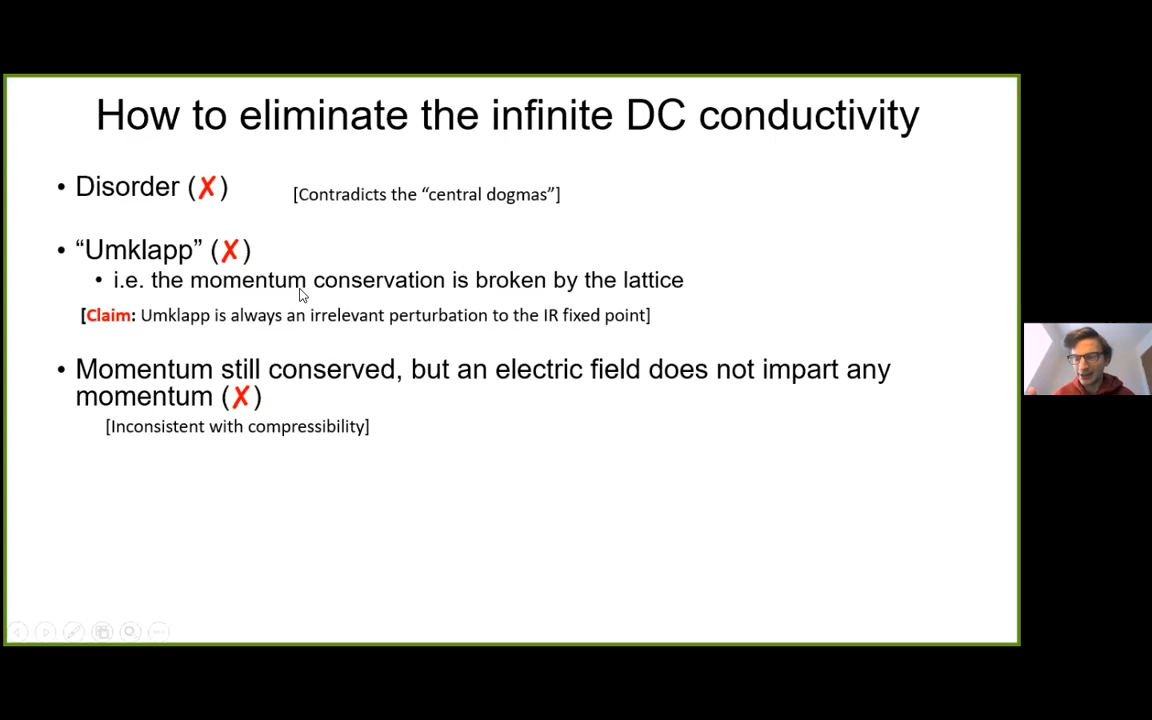 How to eliminate the infinite DC conductivity
• Disorder (✗)
[Contradicts the “central dogmas”]
• “Umklapp” (✗)
• i.e. the momentum conservation is broken by the lattice
[Claim: Umklapp is always an irrelevant perturbation to the IR fixed point]
• Momentum still conserved, but an electric field does not impart any
momentum (✗)
[Inconsistent with compressibility]